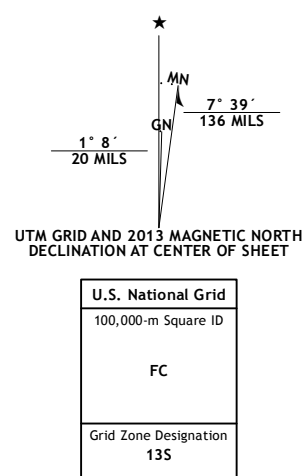 ★
MN
GN
7° 39´
136 MILS
1° 8´
20 MILS
UTM GRID AND 2013 MAGNETIC NORTH
DECLINATION AT CENTER OF SHEET
U.S. National Grid
100,000-m Square ID
FC
Grid Zone Designation
13S